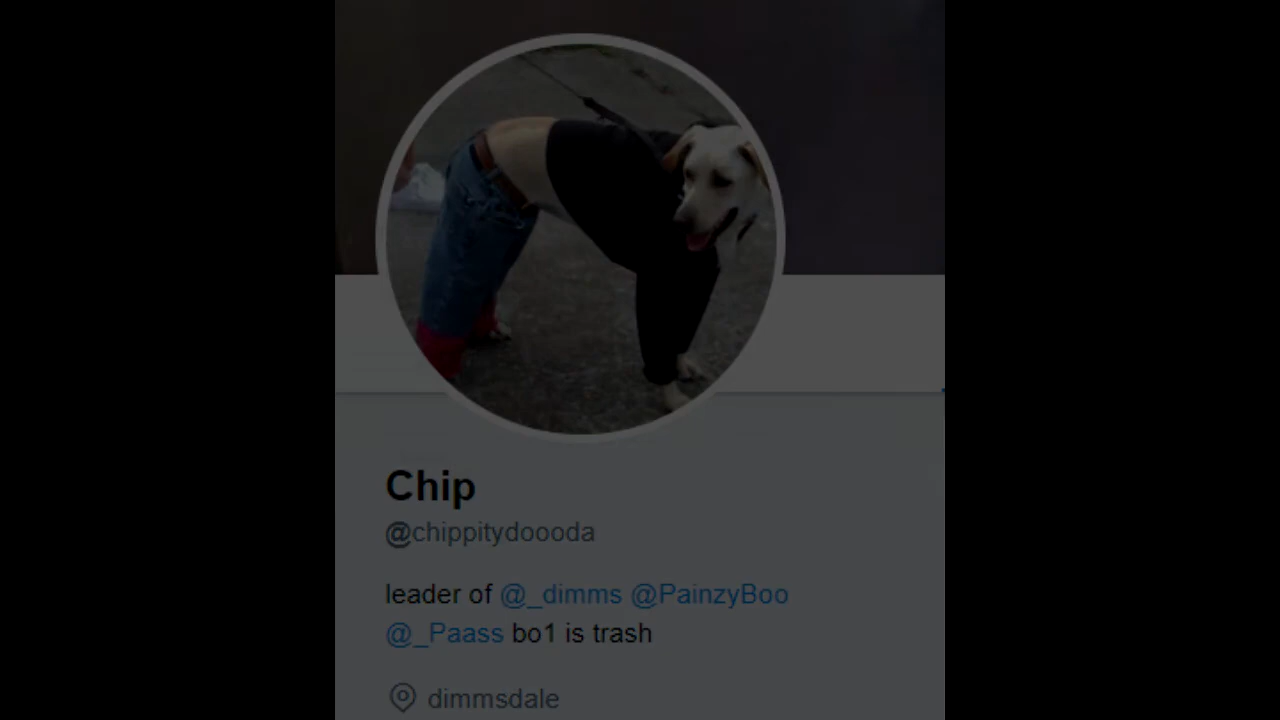 Chip
@chippitydoooda
leader of @_dimms @PainzyBoo
@_Paass bo1 is trash
dimmsdale